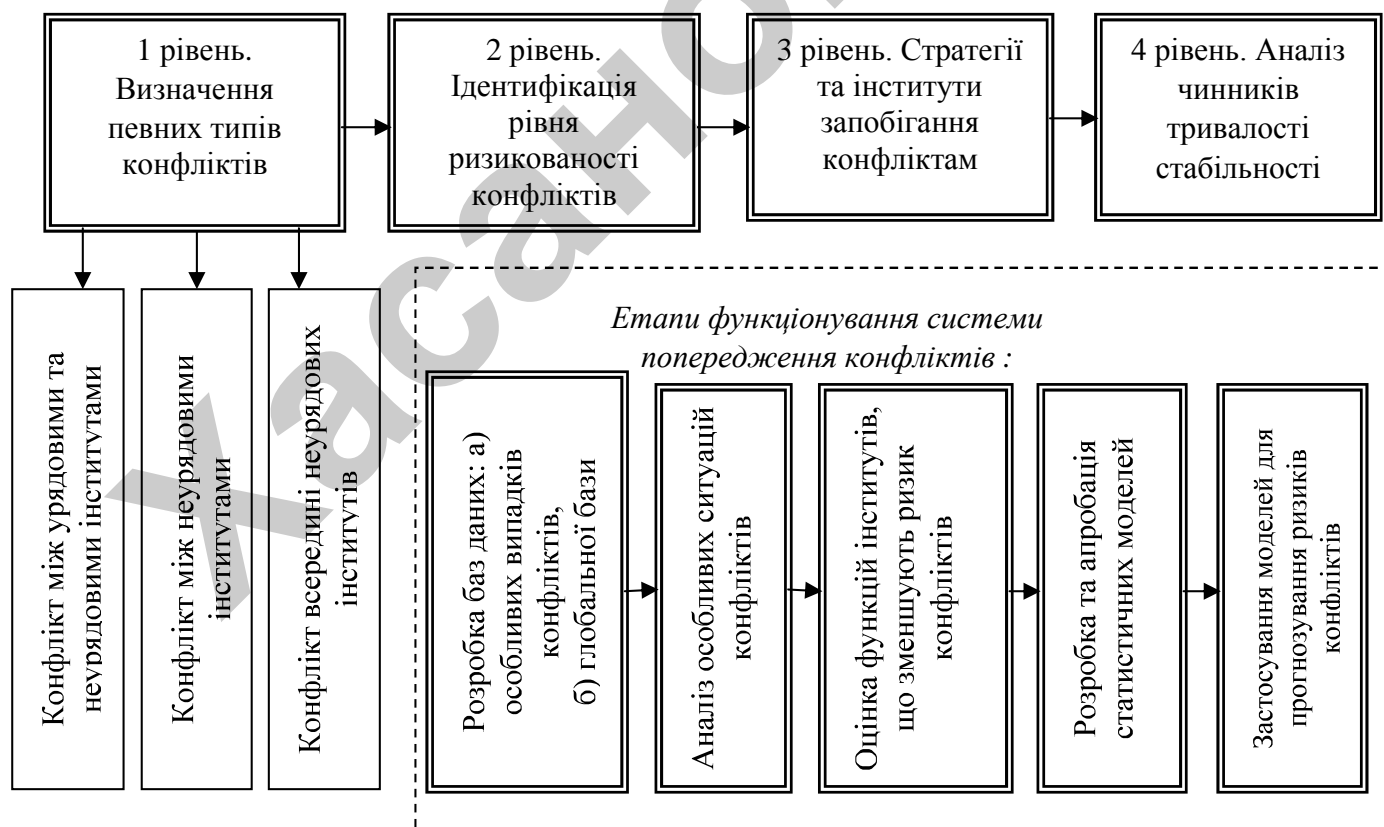 1 рівень.
Визначення
певних типів
конфліктів
2 рівень.
Ідентифікація
рівня
ризикованості
конфліктів
3 рівень. Стратегії
та інститути
запобігання
конфліктам
4 рівень. Аналіз
чинників
тривалості
стабільності
Конфлікт між урядовими та
неурядовими інститутами
Конфлікт між неурядовими
інститутами
Конфлікт всередині неурядових
інститутів
Етапи функціонування системи
попередження конфліктів :
Розробка баз даних: а)
особливих випадків
конфліктів,
б) глобальної бази
Аналіз особливих ситуацій
конфліктів
Оцінка функцій інститутів,
що зменшують ризик
конфліктів
Розробка та апробація
статистичних моделей
Застосування моделей для
прогнозування ризиків
конфліктів